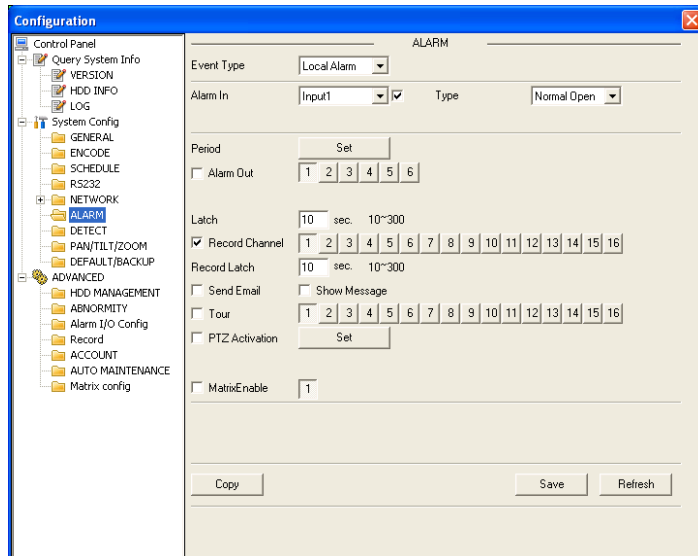 Configuration
Control Panel
Query System Info
VERSION
HDD INFO
LOG
System Config
GENERAL
ENCODE
SCHEDULE
RS232
NETWORK
ALARM
DETECT
PAN/TILT/ZOOM
DEFAULT/BACKUP
ADVANCED
HDD MANAGEMENT
ABNORMITY
Alarm I/O Config
Record
ACCOUNT
AUTO MAINTENANCE
Matrix config
ALARM
Event Type Local Alarm
Alarm In Input1 Type Normal Open
Period Set
Alarm Out 1 2 3 4 5 6
Latch 10 sec. 10~300
Record Channel 1 2 3 4 5 6 7 8 9 10 11 12 13 14 15 16
Record Latch 10 sec. 10~300
Send Email Show Message
Tour 1 2 3 4 5 6 7 8 9 10 11 12 13 14 15 16
PTZ Activation Set
MatrixEnable 1
Copy Save Refresh